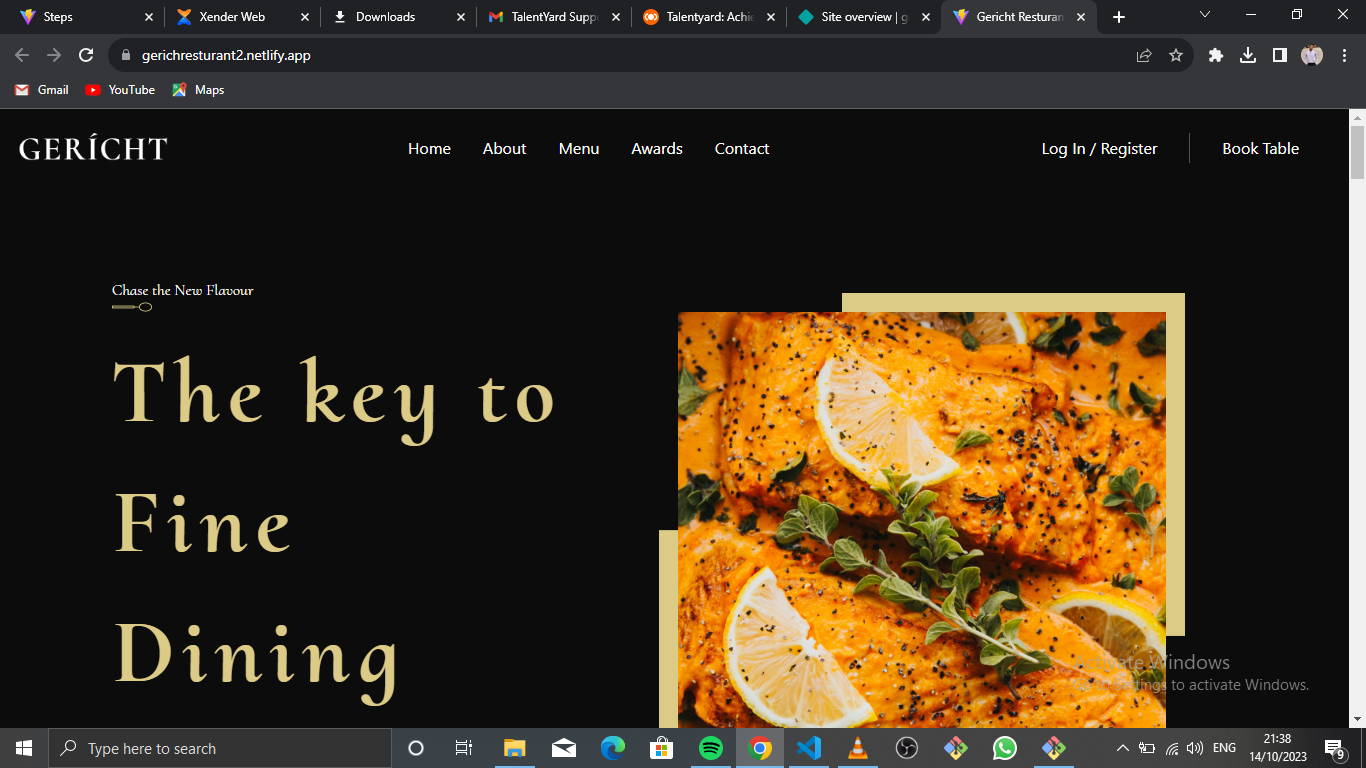 Steps
Xender Web
Downloads
TalentYard Supp
Talentyard: Achie
Site overview | g
Gericht Resturan
gerichresturant2.netlify.app
Gmail
YouTube
Maps
GERÍCHT
Home
About
Menu
Awards
Contact
Log In / Register
Book Table
Chase the New Flavour
The key to
Fine
Dining
Activate Windows
Go to Settings to activate Windows.
Type here to search
ENG
21:38
14/10/2023
9